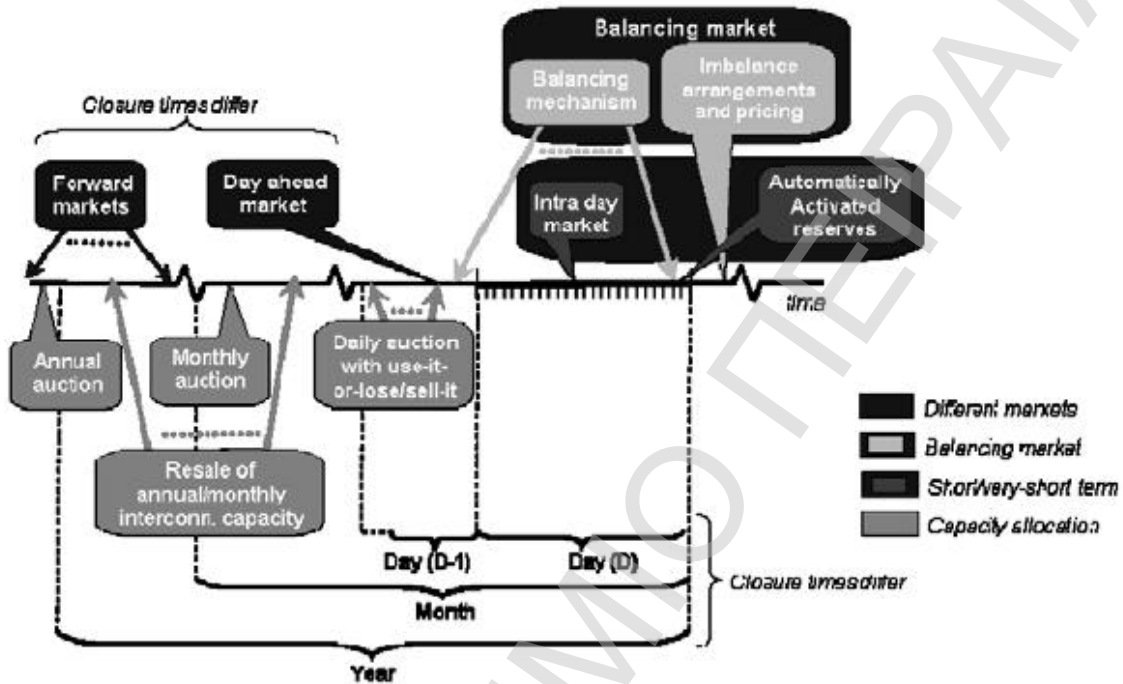 Balancing market
Balancing
mechanism
Imbalance
arrangements
and pricing
Closure times differ
Forward
markets
Day ahead
market
Intra day
market
Automatically
Activated
reserves
time
Annual
auction
Monthly
auction
Daily auction
with use-it-
or-lose/sell-it
Resale of
annual/monthly
interconn. capacity
Different markets
Balancing market
Short/very-short term
Capacity allocation
Day (D-1)
Day (D)
Closure times differ
Month
Year
ΜΙΟ ΠΕΙΡΑΙΑ